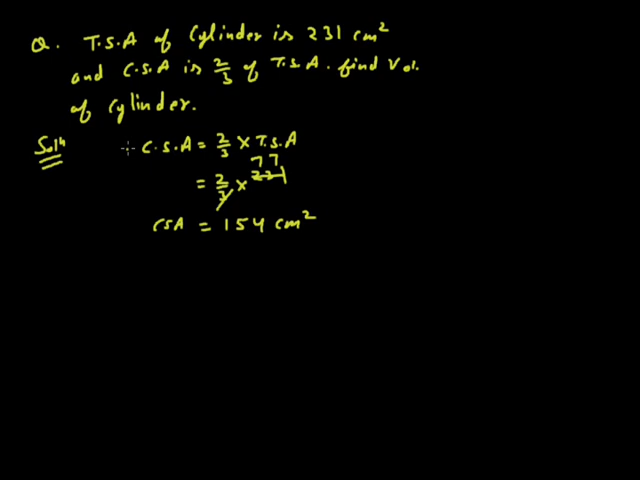 Q. T.S.A of Cylinder is 231 cm²
and C.S.A is 2/3 of T.S.A. find Vol.
of Cylinder.
Solⁿ C.S.A = 2/3 × T.S.A
77
= 2/3 × 231
CSA = 154 cm²